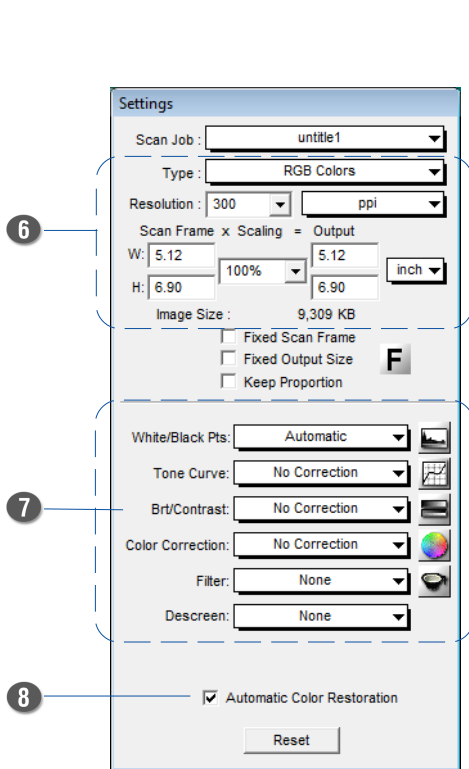 Settings
Scan Job : untitle1
Type : RGB Colors
6
Resolution : 300 ppi
Scan Frame x Scaling = Output
W: 5.12 100% 5.12 inch
H: 6.90 6.90
Image Size : 9,309 KB
Fixed Scan Frame
Fixed Output Size F
Keep Proportion
White/Black Pts: Automatic
Tone Curve: No Correction
7
Brt/Contrast: No Correction
Color Correction: No Correction
Filter: None
Descreen: None
8
Automatic Color Restoration
Reset